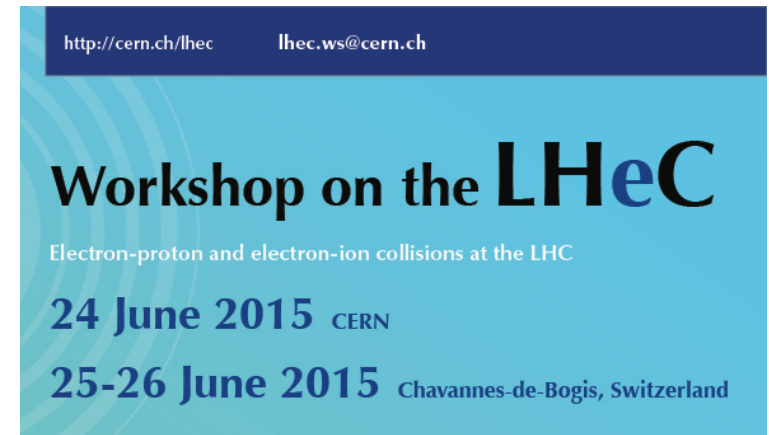 http://cern.ch/lhec lhec.ws@cern.ch
Workshop on the LHeC
Electron-proton and electron-ion collisions at the LHC
24 June 2015 CERN
25-26 June 2015 Chavannes-de-Bogis, Switzerland